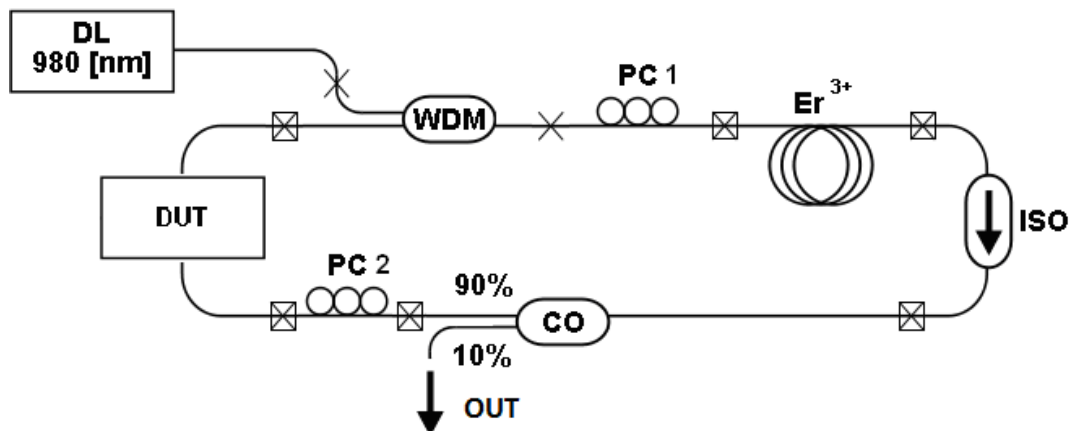 DL
980 [nm]
PC 1
Er 3+
WDM
DUT
ISO
PC 2
90%
CO
10%
OUT